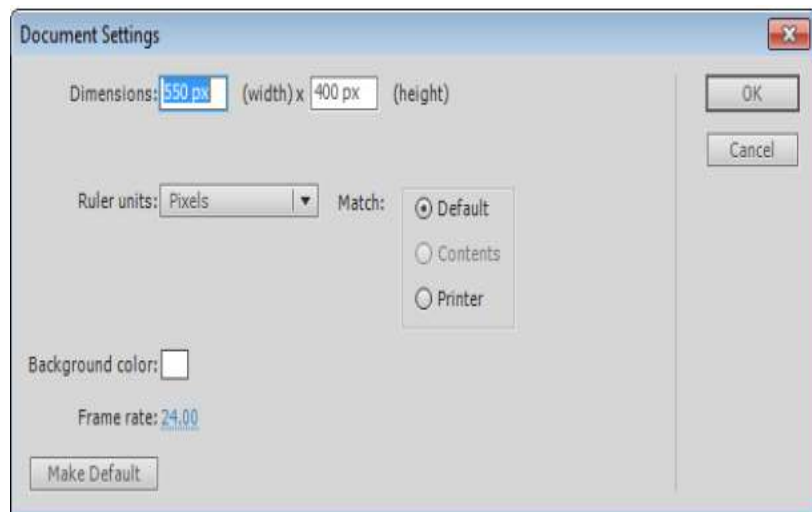 Document Settings
Dimensions: 550 px (width) x 400 px (height)
OK
Cancel
Ruler units: Pixels Match: Default
Contents
Printer
Background color:
Frame rate: 24.00
Make Default